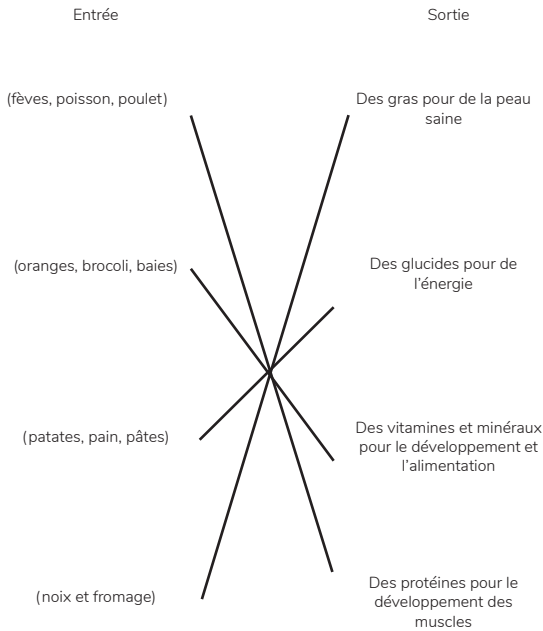 Entrée
Sortie
(fèves, poisson, poulet)
Des gras pour de la peau
saine
(oranges, brocoli, baies)
Des glucides pour de
l'énergie
(patates, pain, pâtes)
Des vitamines et minéraux
pour le développement et
l'alimentation
(noix et fromage)
Des protéines pour le
développement des
muscles